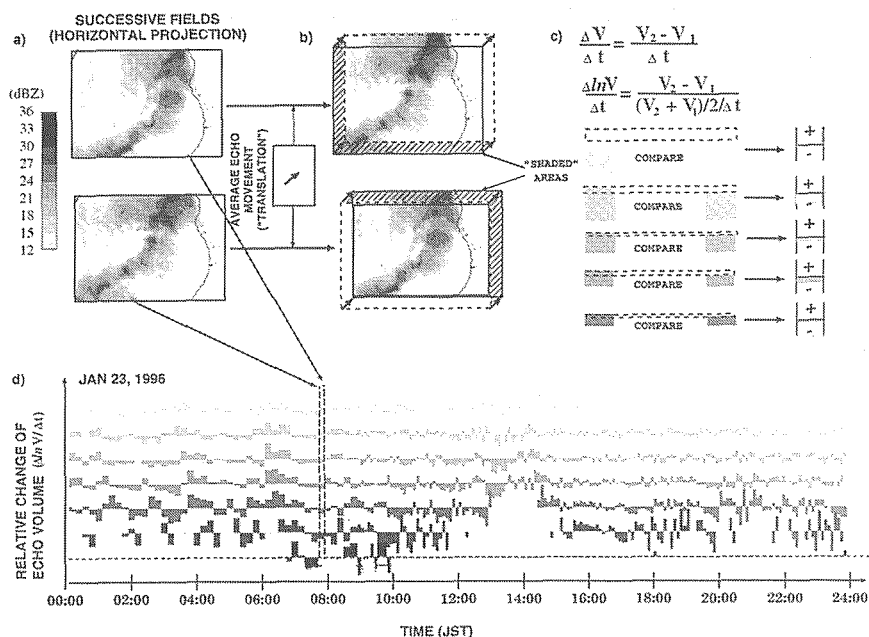 SUCCESSIVE FIELDS
(HORIZONTAL PROJECTION)
a)
b)
c)
(dBZ)
36
33
30
27
24
21
18
15
12
AVERAGE ECHO
MOVEMENT
("TRANSLATION")
"SHADED"
AREAS
ΔV/Δt = V₂ - V₁/Δt
ΔlnV/Δt = V₂ - V₁/(V₂ + V₁)/2/Δt
COMPARE
+
-
COMPARE
+
-
COMPARE
+
-
COMPARE
+
-
COMPARE
+
-
d)
JAN 23, 1996
RELATIVE CHANGE OF
ECHO VOLUME (Δln V/Δt)
00:00 02:00 04:00 06:00 08:00 10:00 12:00 14:00 16:00 18:00 20:00 22:00 24:00
TIME (JST)